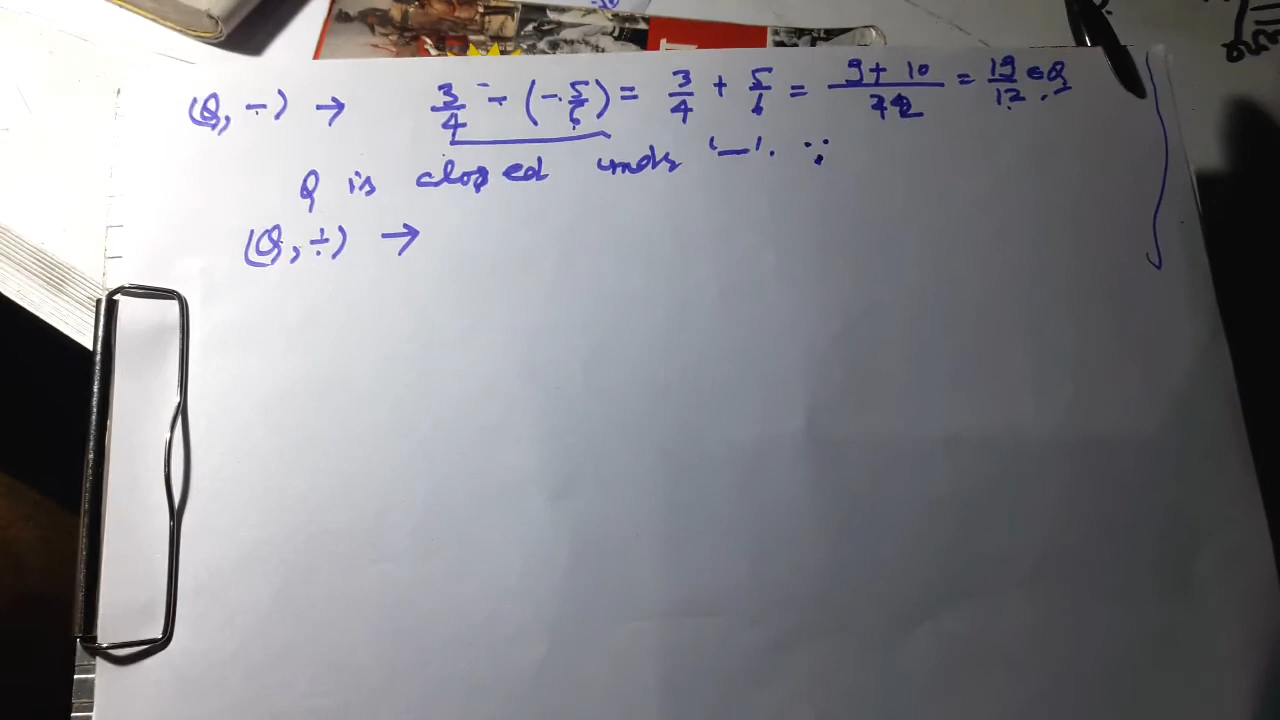 (Q, -) → 3/4 - (-5/6) = 3/4 + 5/6 = 9+10/12 = 19/12 ∈ Q.
Q is closed under '—'. ∵
(Q, ÷) →